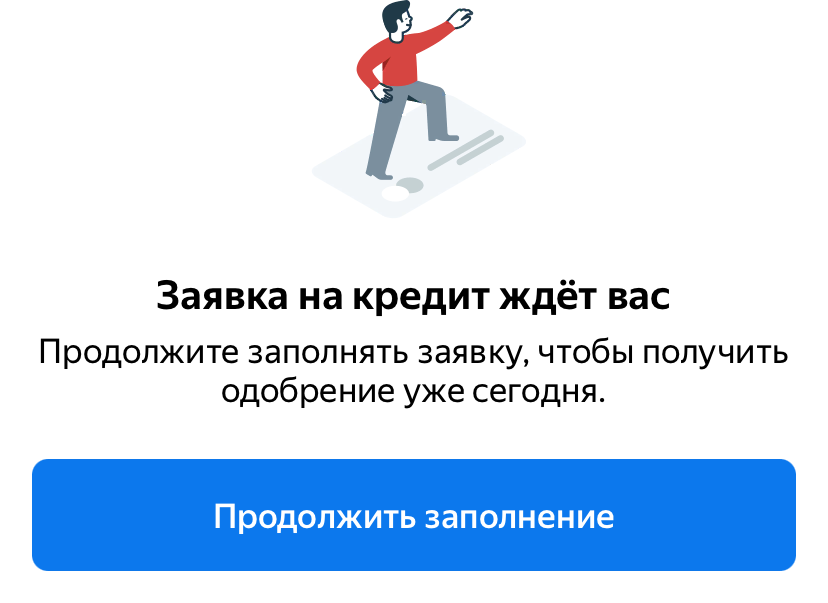 Заявка на кредит ждёт вас
Продолжите заполнять заявку, чтобы получить
одобрение уже сегодня.
Продолжить заполнение